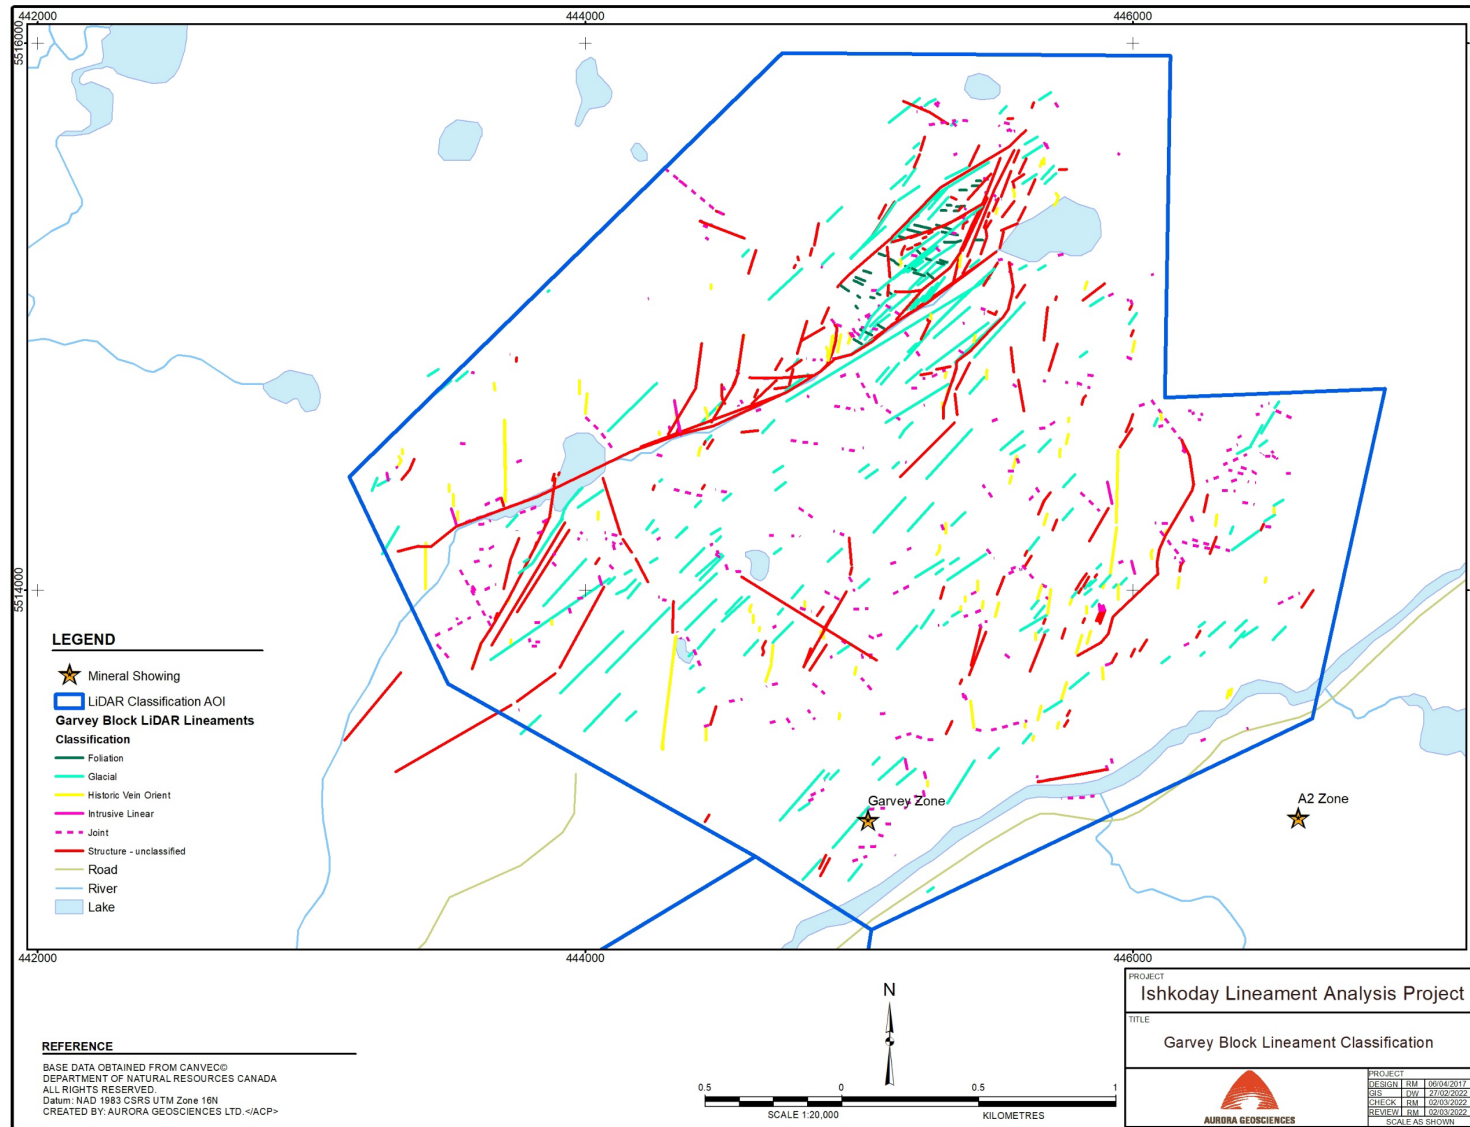 442000 444000 446000
5516000
5514000
Garvey Zone
A2 Zone
LEGEND
Mineral Showing
LiDAR Classification AOI
Garvey Block LiDAR Lineaments
Classification
Foliation
Glacial
Historic Vein Orient
Intrusive Linear
Joint
Structure - unclassified
Road
River
Lake
442000 444000 446000
N
0.5 0 0.5 1
SCALE 1:20,000 KILOMETRES
REFERENCE
BASE DATA OBTAINED FROM CANVEC©
DEPARTMENT OF NATURAL RESOURCES CANADA
ALL RIGHTS RESERVED.
Datum: NAD 1983 CSRS UTM Zone 16N
CREATED BY: AURORA GEOSCIENCES LTD.</ACP>
PROJECT
Ishkoday Lineament Analysis Project
TITLE
Garvey Block Lineament Classification
AURORA GEOSCIENCES
PROJECT
DESIGN RM 06/04/2017
GIS DW 27/02/2022
CHECK RM 02/03/2022
REVIEW RM 02/03/2022
SCALE AS SHOWN